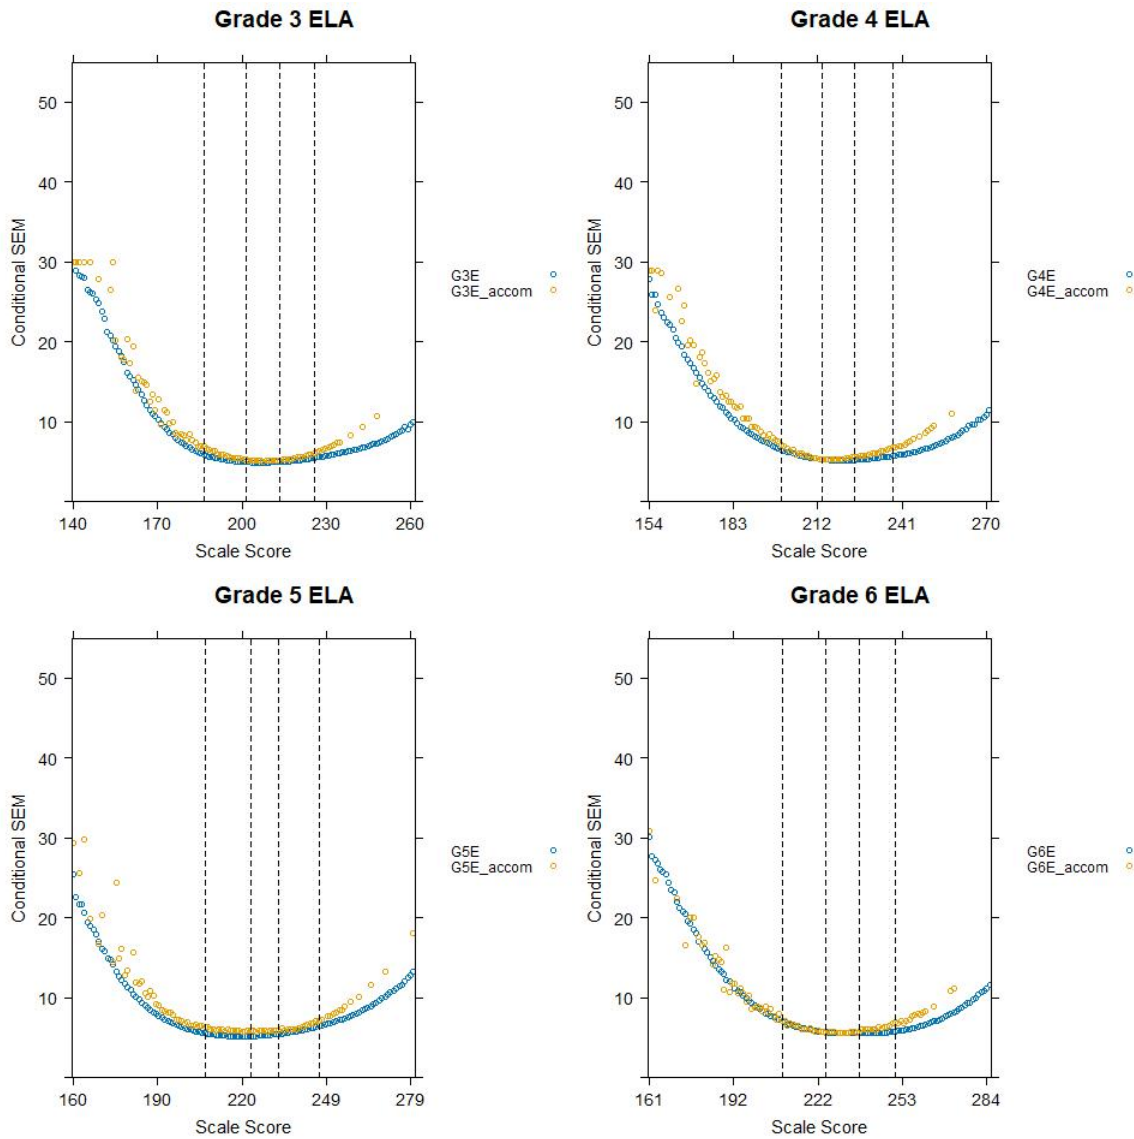 Grade 3 ELA
Conditional SEM
50
40
30
20
10
140 170 200 230 260
Scale Score
G3E
G3E_accom
Grade 4 ELA
Conditional SEM
50
40
30
20
10
154 183 212 241 270
Scale Score
G4E
G4E_accom
Grade 5 ELA
Conditional SEM
50
40
30
20
10
160 190 220 249 279
Scale Score
G5E
G5E_accom
Grade 6 ELA
Conditional SEM
50
40
30
20
10
161 192 222 253 284
Scale Score
G6E
G6E_accom